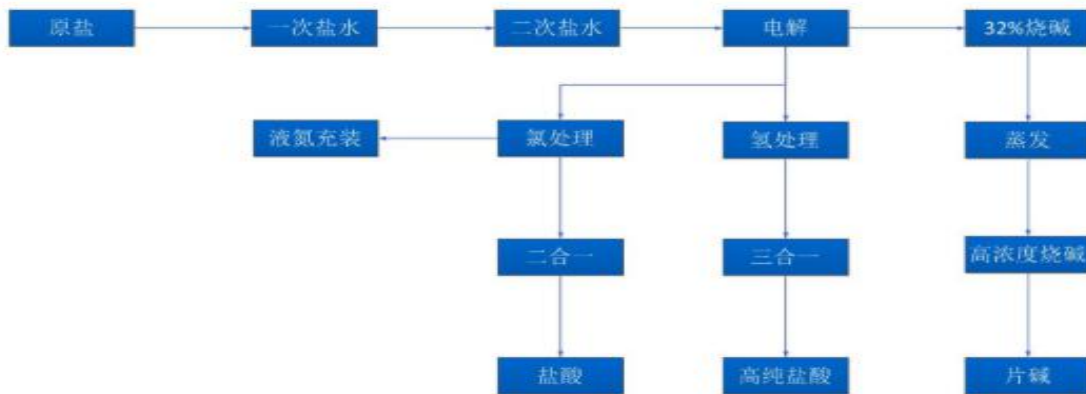 原盐
一次盐水
二次盐水
电解
32%烧碱
液氮充装
氯处理
氢处理
蒸发
二合一
三合一
高浓度烧碱
盐酸
高纯盐酸
片碱